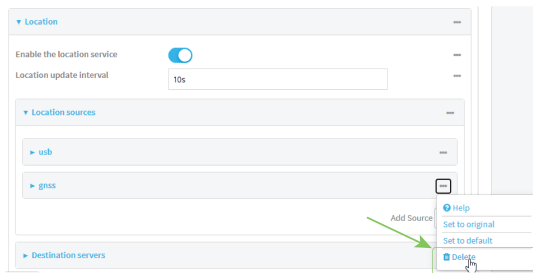 Location
Enable the location service
Location update interval
10s
Location sources
usb
gnss
Add Source
Help
Set to original
Set to default
Delete
Destination servers